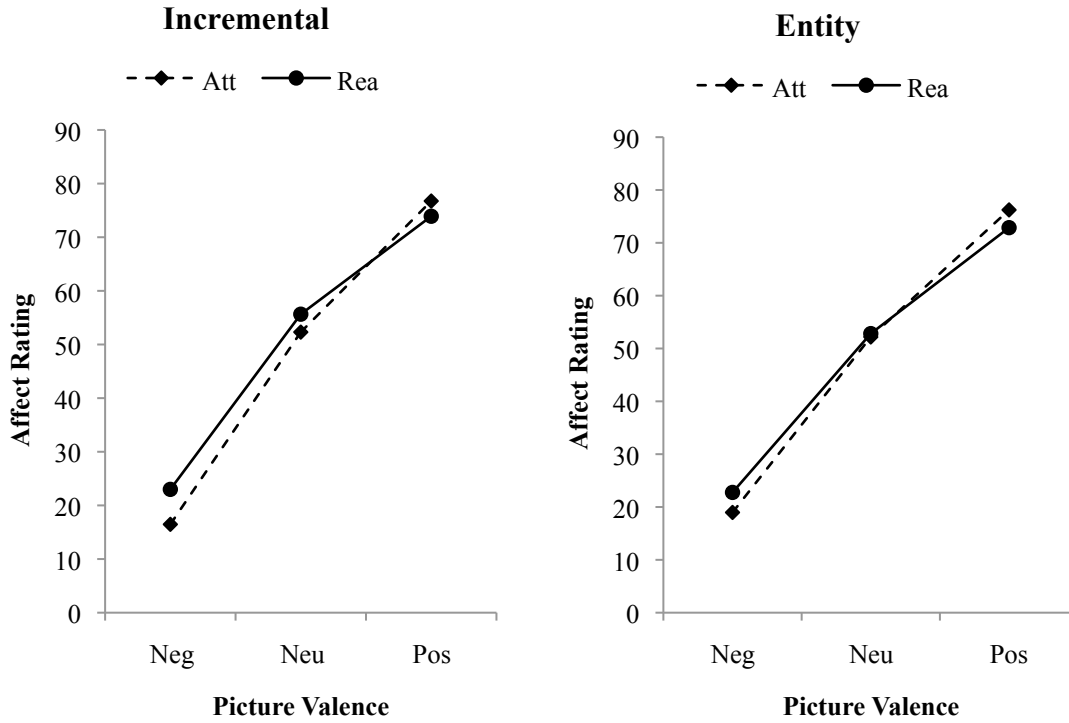 Incremental
Att Rea
90
80
70
60
50
40
30
20
10
0
Affect Rating
Neg Neu Pos
Picture Valence
Entity
Att Rea
90
80
70
60
50
40
30
20
10
0
Affect Rating
Neg Neu Pos
Picture Valence